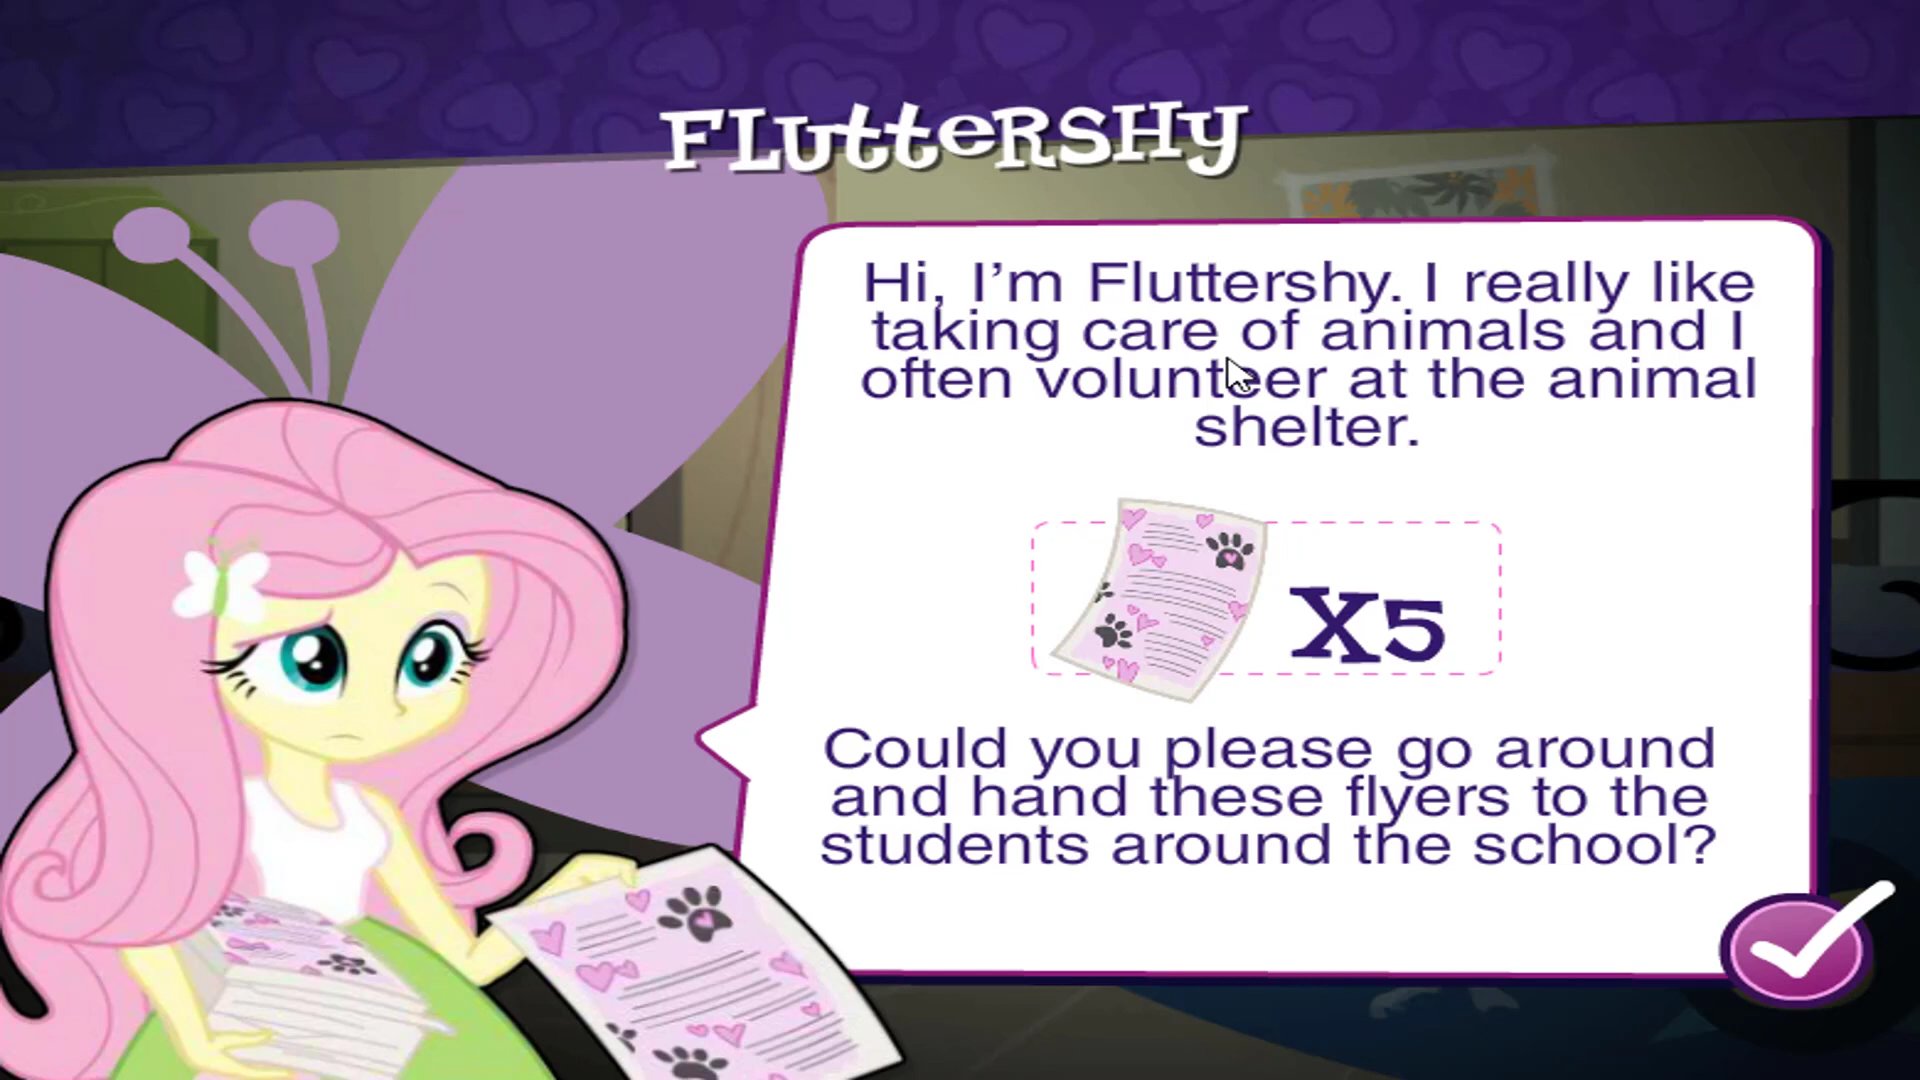 FLutteRSHy
Hi, I’m Fluttershy. I really like
taking care of animals and I
often volunteer at the animal
shelter.
X5
Could you please go around
and hand these flyers to the
students around the school?